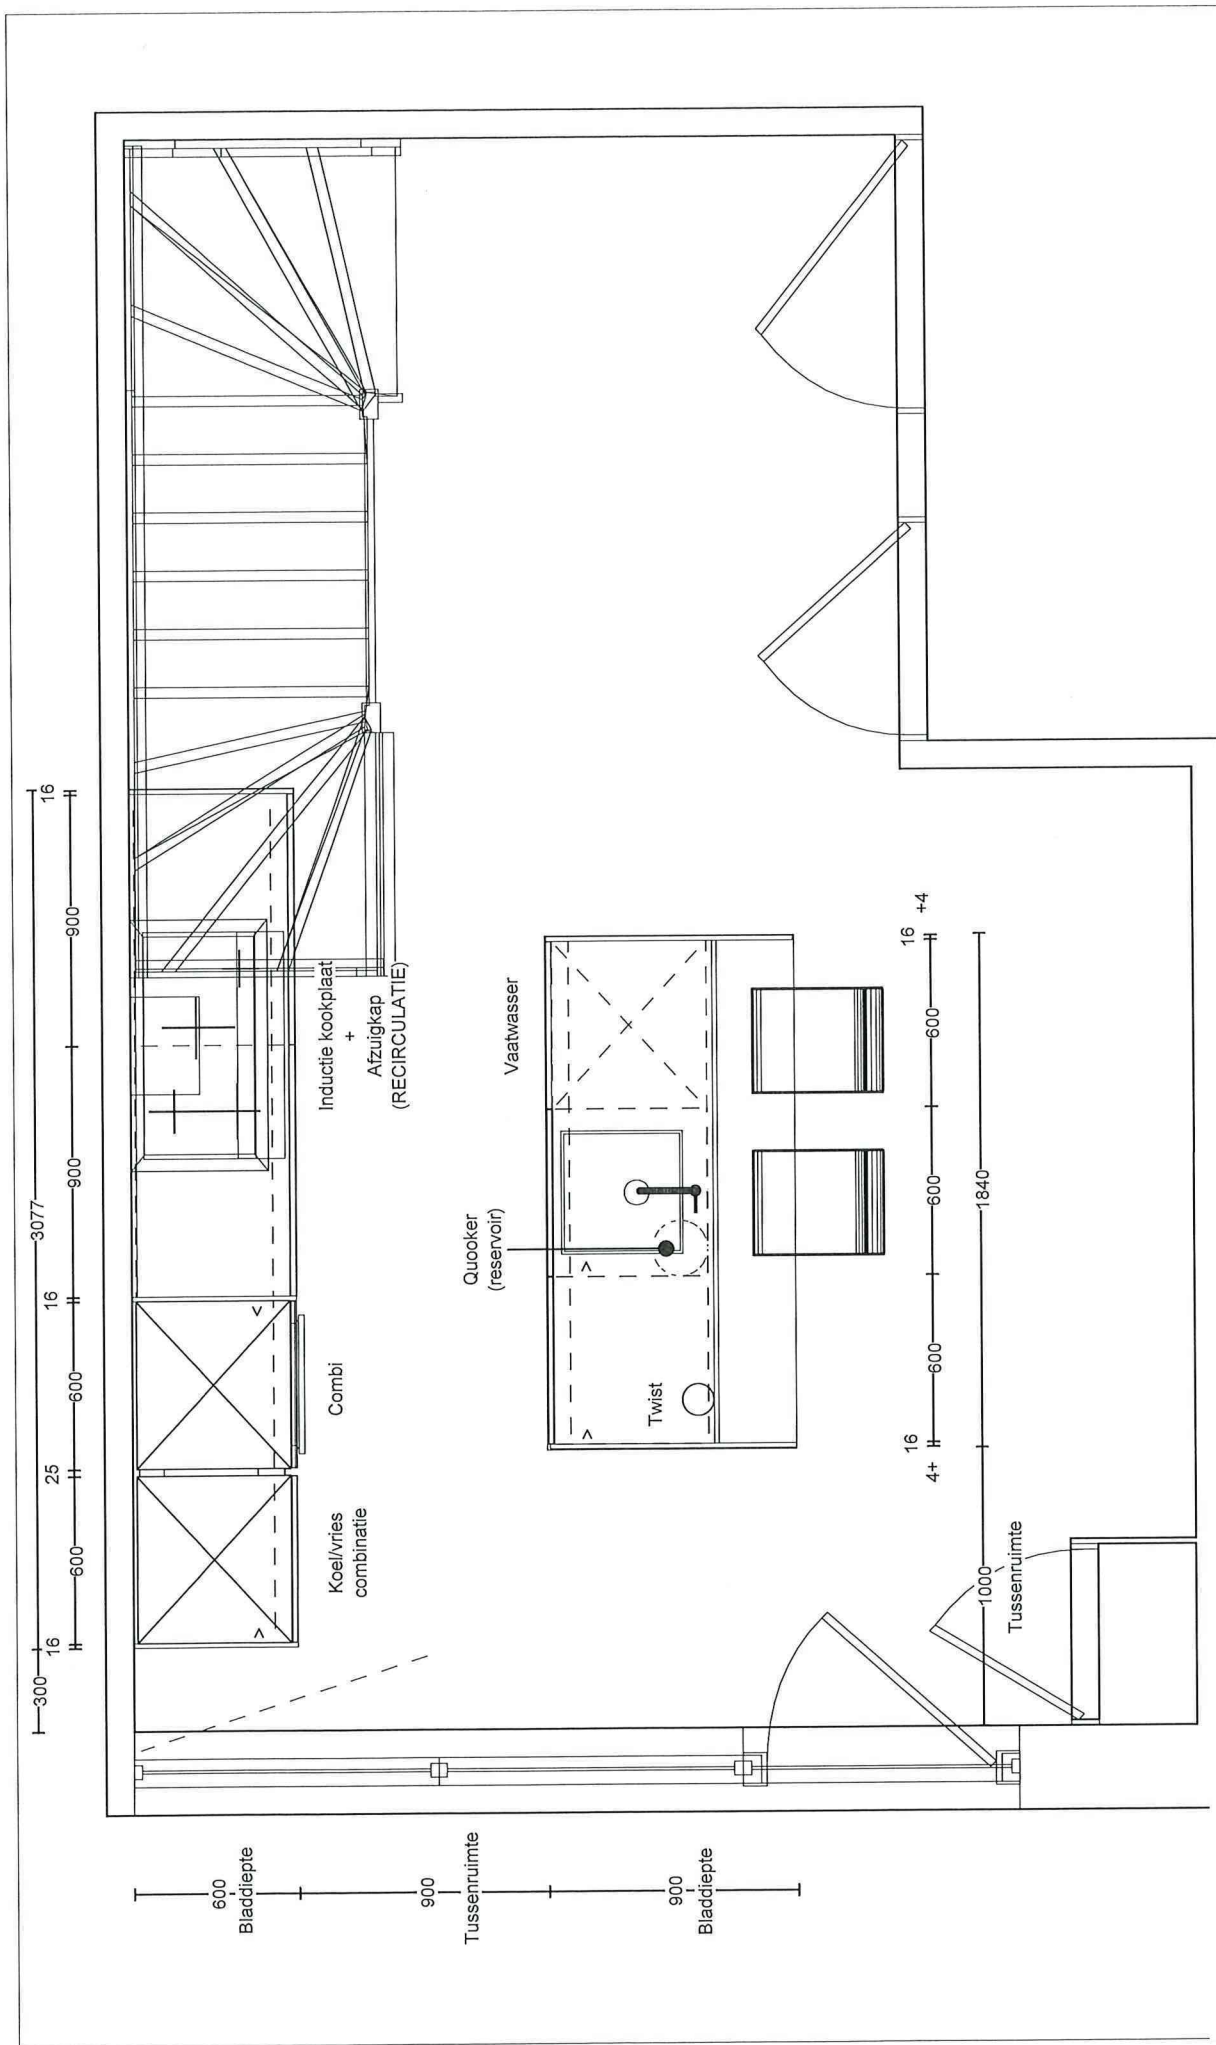 300
3077
16
600
25
600
16
900
900
16
Koel/vries
combinatie
Combi
Inductie kookplaat
+
Afzuigkap
(RECIRCULATIE)
600
Bladdiepte
900
Tussenruimte
900
Bladdiepte
Quooker
(reservoir)
Vaatwasser
Twist
4+
16
600
600
600
16
+4
1000
1840
Tussenruimte